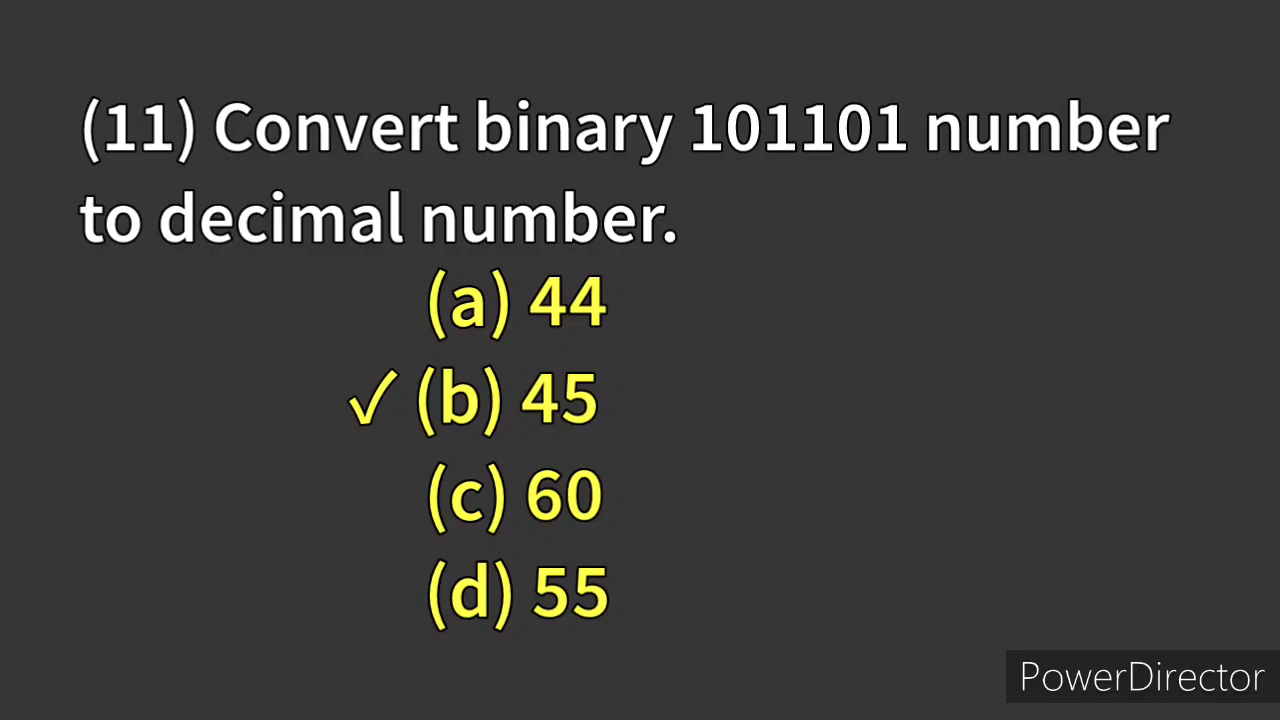 (11) Convert binary 101101 number
to decimal number.
(a) 44
✓ (b) 45
(c) 60
(d) 55
PowerDirector